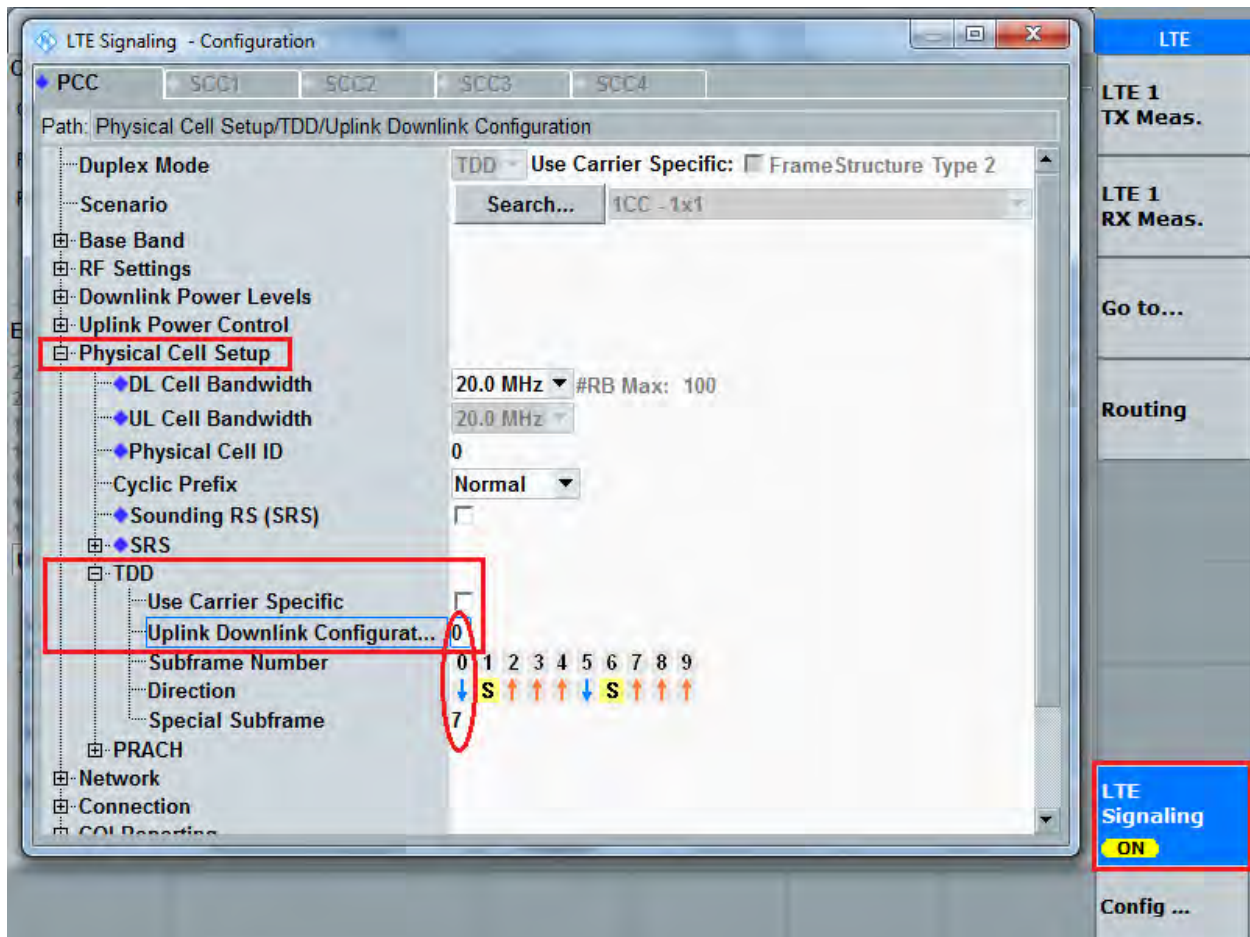 LTE Signaling - Configuration
LTE
PCC SCC1 SCC2 SCC3 SCC4
LTE 1
TX Meas.
Path: Physical Cell Setup/TDD/Uplink Downlink Configuration
Duplex Mode TDD Use Carrier Specific: FrameStructure Type 2
Scenario Search... 1CC - 1x1
LTE 1
RX Meas.
Base Band
RF Settings
Downlink Power Levels
Go to...
Uplink Power Control
Physical Cell Setup
DL Cell Bandwidth 20.0 MHz #RB Max: 100
UL Cell Bandwidth 20.0 MHz
Routing
Physical Cell ID 0
Cyclic Prefix Normal
Sounding RS (SRS)
SRS
TDD
Use Carrier Specific
Uplink Downlink Configurat... 0
Subframe Number 0 1 2 3 4 5 6 7 8 9
Direction ↓ S ↑ ↑ ↑ ↓ S ↑ ↑ ↑
Special Subframe 7
PRACH
Network
Connection
LTE
Signaling
ON
Config ...